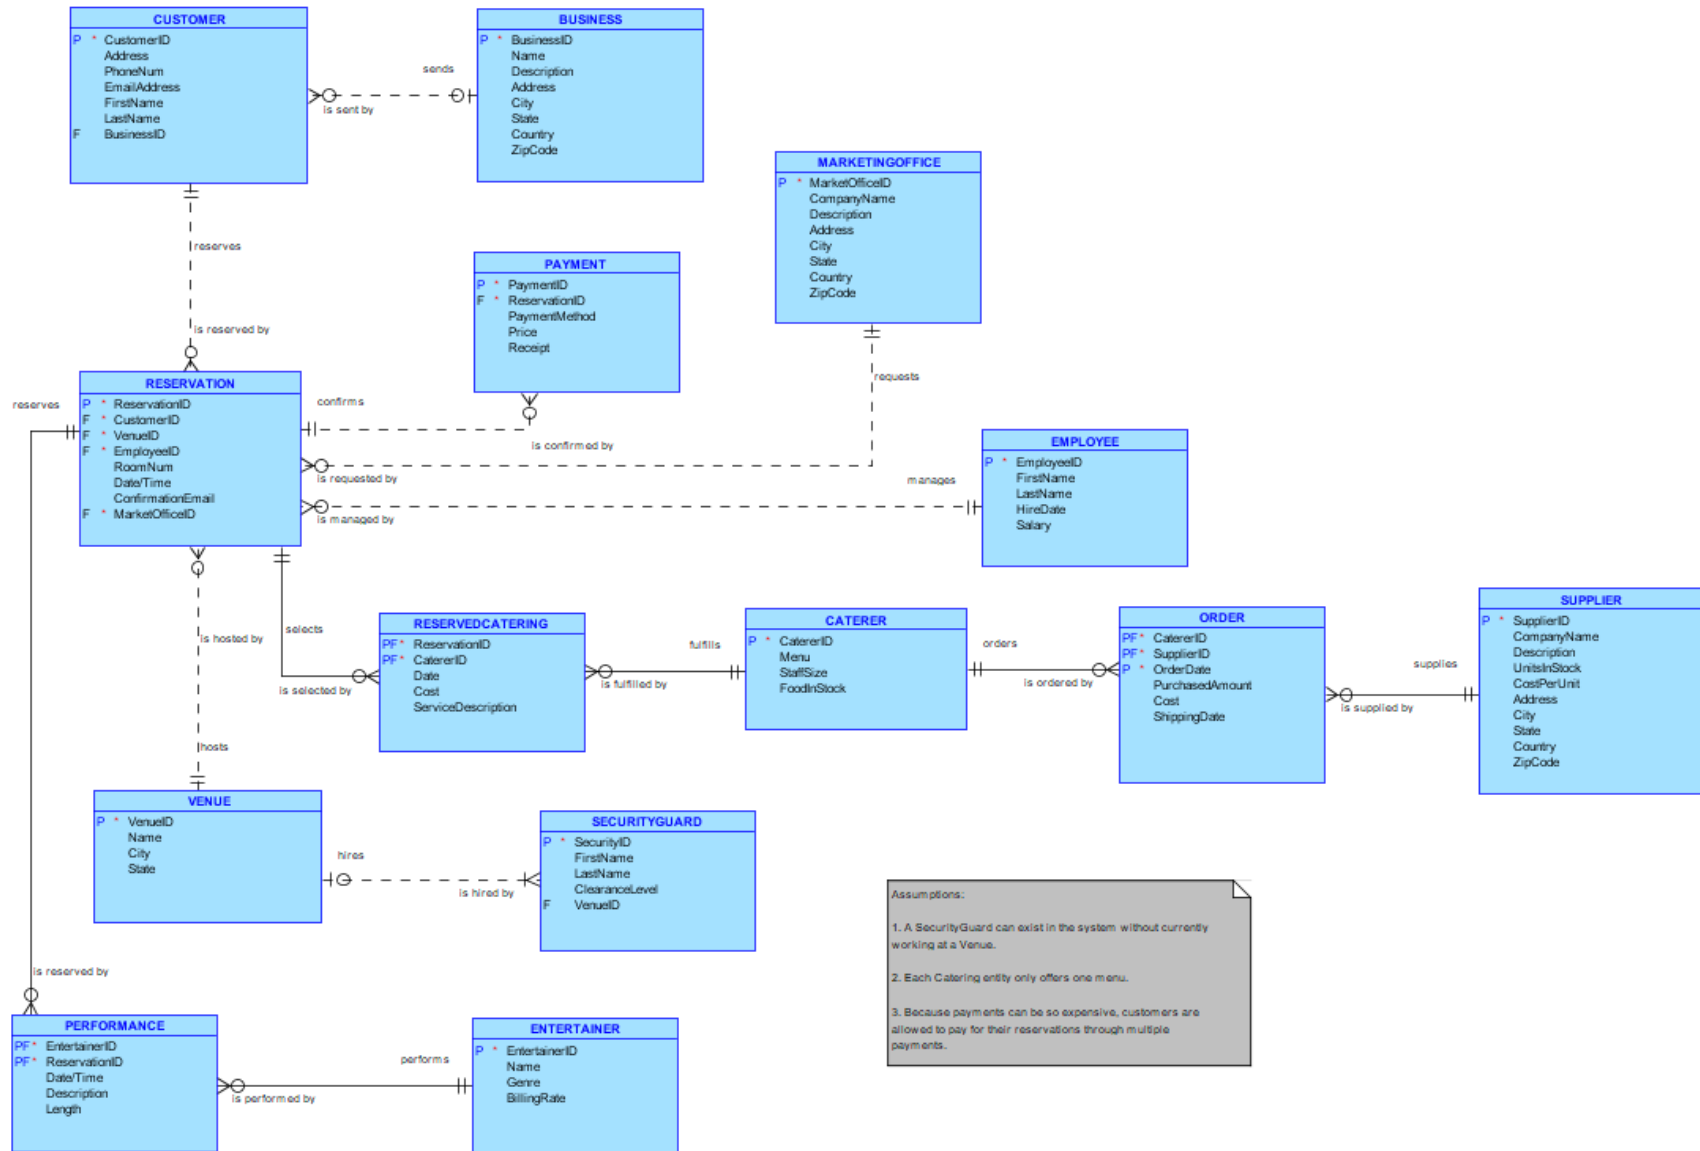 CUSTOMER
P * CustomerID
Address
PhoneNum
EmailAddress
FirstName
LastName
F BusinessID
BUSINESS
P * BusinessID
Name
Description
Address
City
State
Country
ZipCode
sends
is sent by
MARKETINGOFFICE
P * MarketOfficeID
CompanyName
Description
Address
City
State
Country
ZipCode
reserves
is reserved by
PAYMENT
P * PaymentID
F * ReservationID
PaymentMethod
Price
Receipt
requests
RESERVATION
P * ReservationID
F * CustomerID
F * VenueID
F * EmployeeID
RoomNum
Date/Time
ConfirmationEmail
F * MarketOfficeID
reserves
confirms
is confirmed by
is requested by
manages
is managed by
EMPLOYEE
P * EmployeeID
FirstName
LastName
HireDate
Salary
is hosted by
selects
is selected by
RESERVEDCATERING
PF * ReservationID
PF * CatererID
Date
Cost
ServiceDescription
fulfills
is fulfilled by
CATERER
P * CatererID
Menu
StaffSize
FoodInStock
orders
is ordered by
ORDER
PF * CatererID
PF * SupplierID
P * OrderDate
PurchasedAmount
Cost
ShippingDate
supplies
is supplied by
SUPPLIER
P * SupplierID
CompanyName
Description
UnitsInStock
CostPerUnit
Address
City
State
Country
ZipCode
hosts
VENUE
P * VenueID
Name
City
State
hires
is hired by
SECURITYGUARD
P * SecurityID
FirstName
LastName
ClearanceLevel
F VenueID
Assumptions:
1. A SecurityGuard can exist in the system without currently
working at a Venue.
2. Each Catering entity only offers one menu.
3. Because payments can be so expensive, customers are
allowed to pay for their reservations through multiple
payments.
is reserved by
PERFORMANCE
PF * EntertainerID
PF * ReservationID
Date/Time
Description
Length
performs
is performed by
ENTERTAINER
P * EntertainerID
Name
Genre
BillingRate